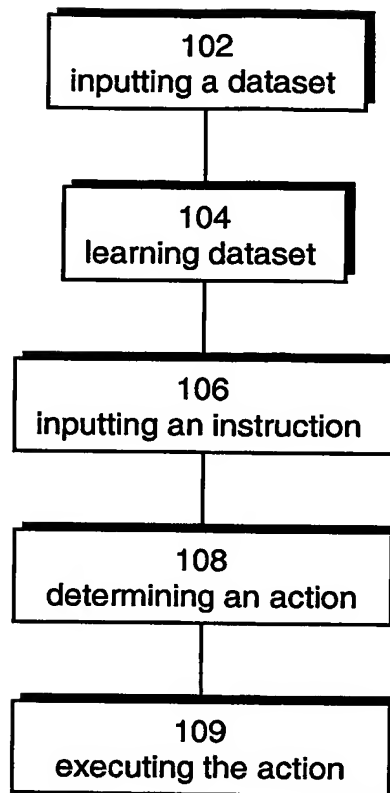 102
inputting a dataset
104
learning dataset
106
inputting an instruction
108
determining an action
109
executing the action